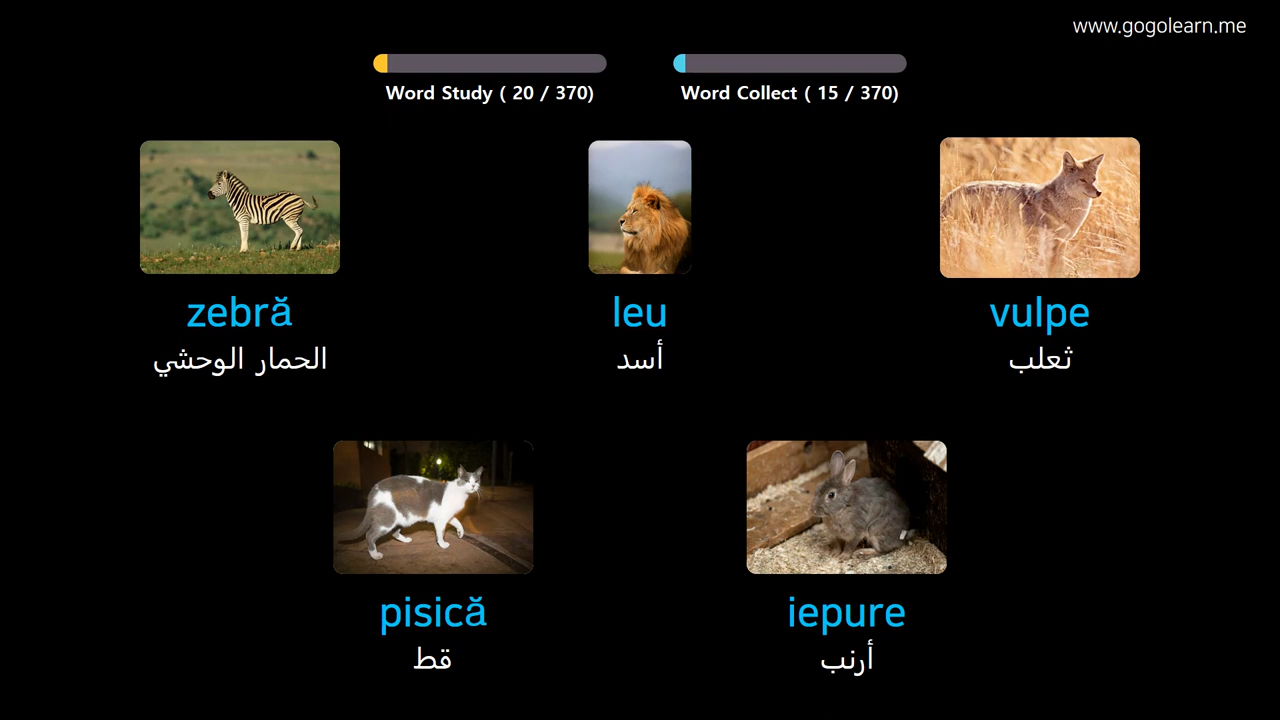 www.gogolearn.me
Word Study ( 20 / 370)
Word Collect ( 15 / 370)
zebră
الحمار الوحشي
leu
أسد
vulpe
ثعلب
pisică
قط
iepure
أرنب